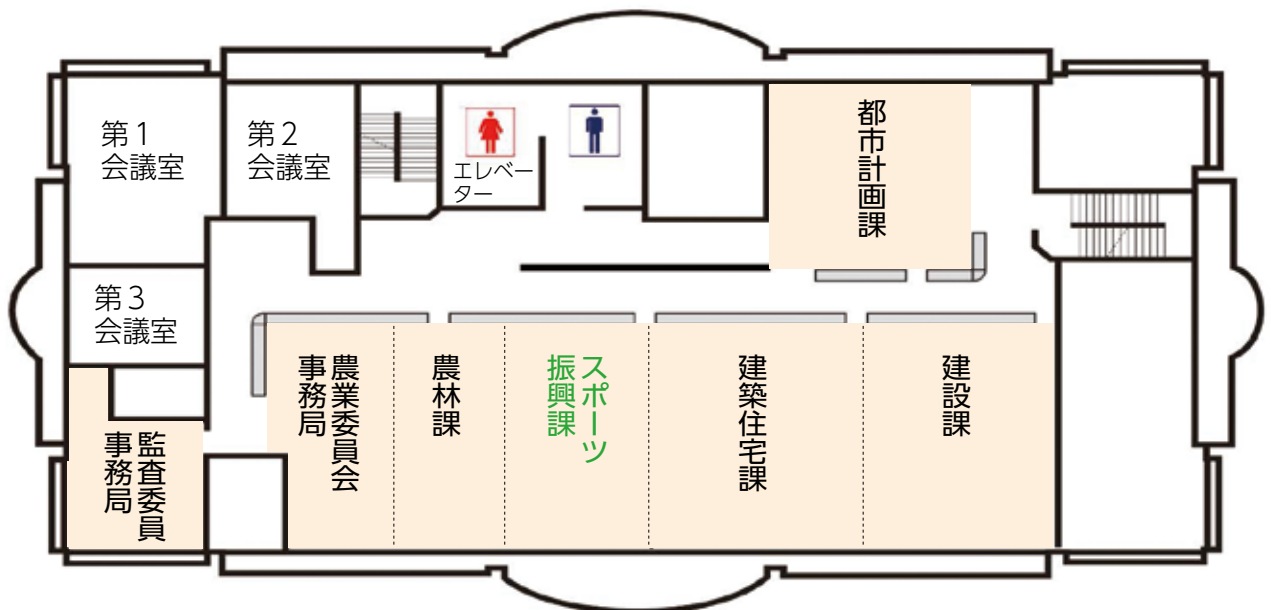 第1
会議室
第2
会議室
エレベー
ター
都市計画課
第3
会議室
農業委員会
事務局
農林課
スポーツ
振興課
建築住宅課
建設課
監査委員
事務局